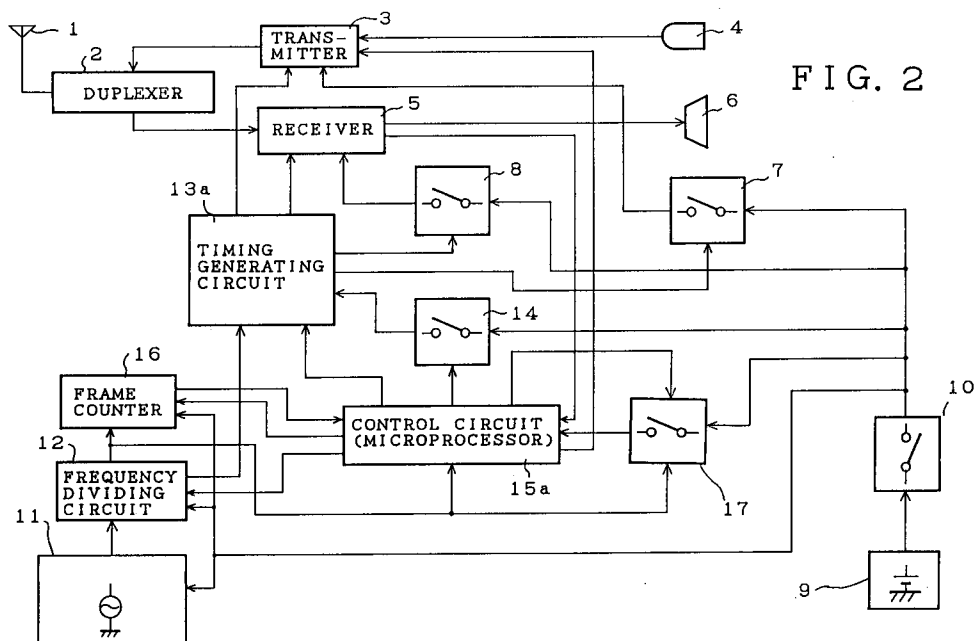 1
2
DUPLEXER
3
TRANS-
MITTER
4
FIG. 2
5
RECEIVER
6
7
8
13a
TIMING
GENERATING
CIRCUIT
14
16
FRAME
COUNTER
CONTROL CIRCUIT
(MICROPROCESSOR)
15a
17
10
12
FREQUENCY
DIVIDING
CIRCUIT
11
9